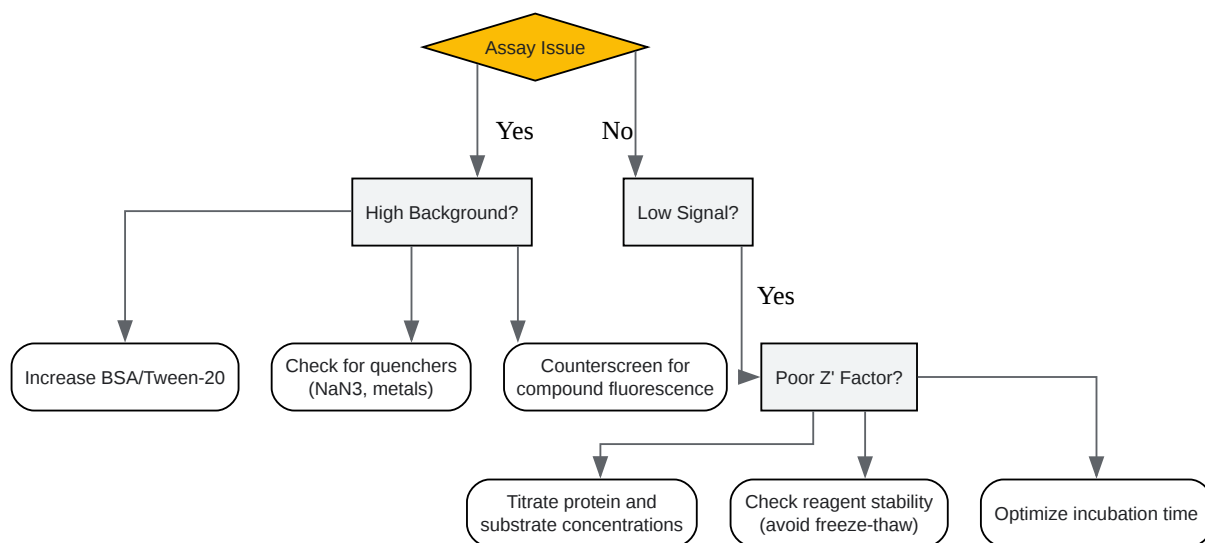 Assay Issue
Yes
No
High Background?
Low Signal?
Yes
Increase BSA/Tween-20
Check for quenchers
(NaN3, metals)
Counterscreen for
compound fluorescence
Poor Z' Factor?
Titrate protein and
substrate concentrations
Check reagent stability
(avoid freeze-thaw)
Optimize incubation time